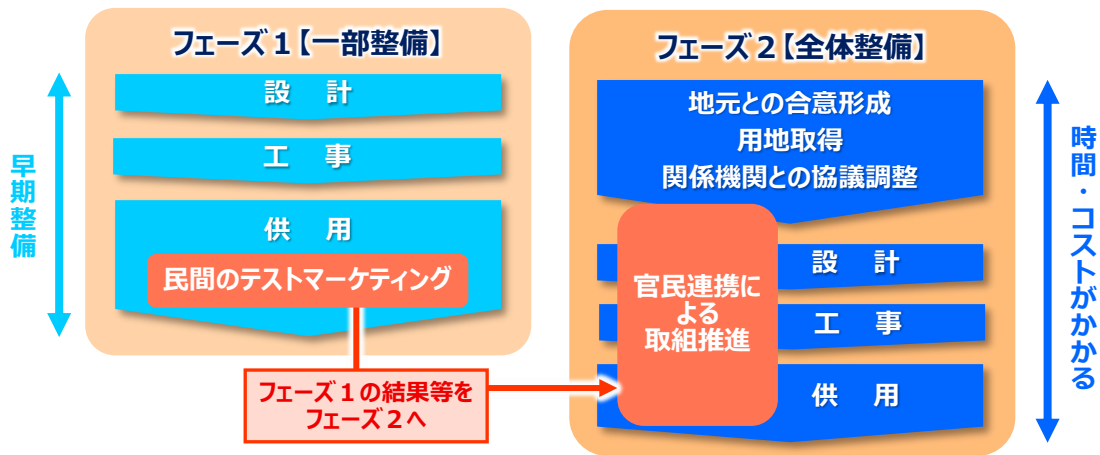 フェーズ１【一部整備】
設　計
工　事
供　用
民間のテストマーケティング
早期整備
フェーズ１の結果等を
フェーズ２へ
フェーズ２【全体整備】
地元との合意形成
用地取得
関係機関との協議調整
官民連携に
よる
取組推進
設　計
工　事
供　用
時間・コストがかかる